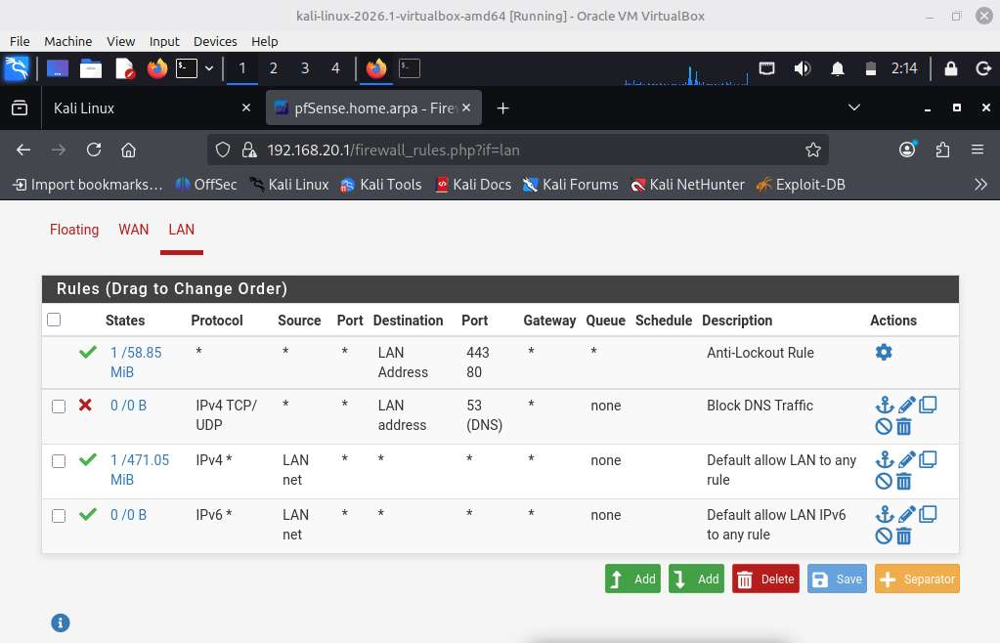 kali-linux-2026.1-virtualbox-amd64 [Running] - Oracle VM VirtualBox
File Machine View Input Devices Help
1 2 3 4 2:14
Kali Linux pfSense.home.arpa - Fire
192.168.20.1/firewall_rules.php?if=lan
Import bookmarks... OffSec Kali Linux Kali Tools Kali Docs Kali Forums Kali NetHunter Exploit-DB
Floating WAN LAN
Rules (Drag to Change Order)
States Protocol Source Port Destination Port Gateway Queue Schedule Description Actions
1 /58.85 * * * LAN 443 * * Anti-Lockout Rule
MiB Address 80
0 /0 B IPv4 TCP/ * * LAN 53 * none Block DNS Traffic
UDP address (DNS)
1 /471.05 IPv4 * LAN * * * * none Default allow LAN to any
MiB net rule
0 /0 B IPv6 * LAN * * * * none Default allow LAN IPv6
net to any rule
Add Add Delete Save Separator